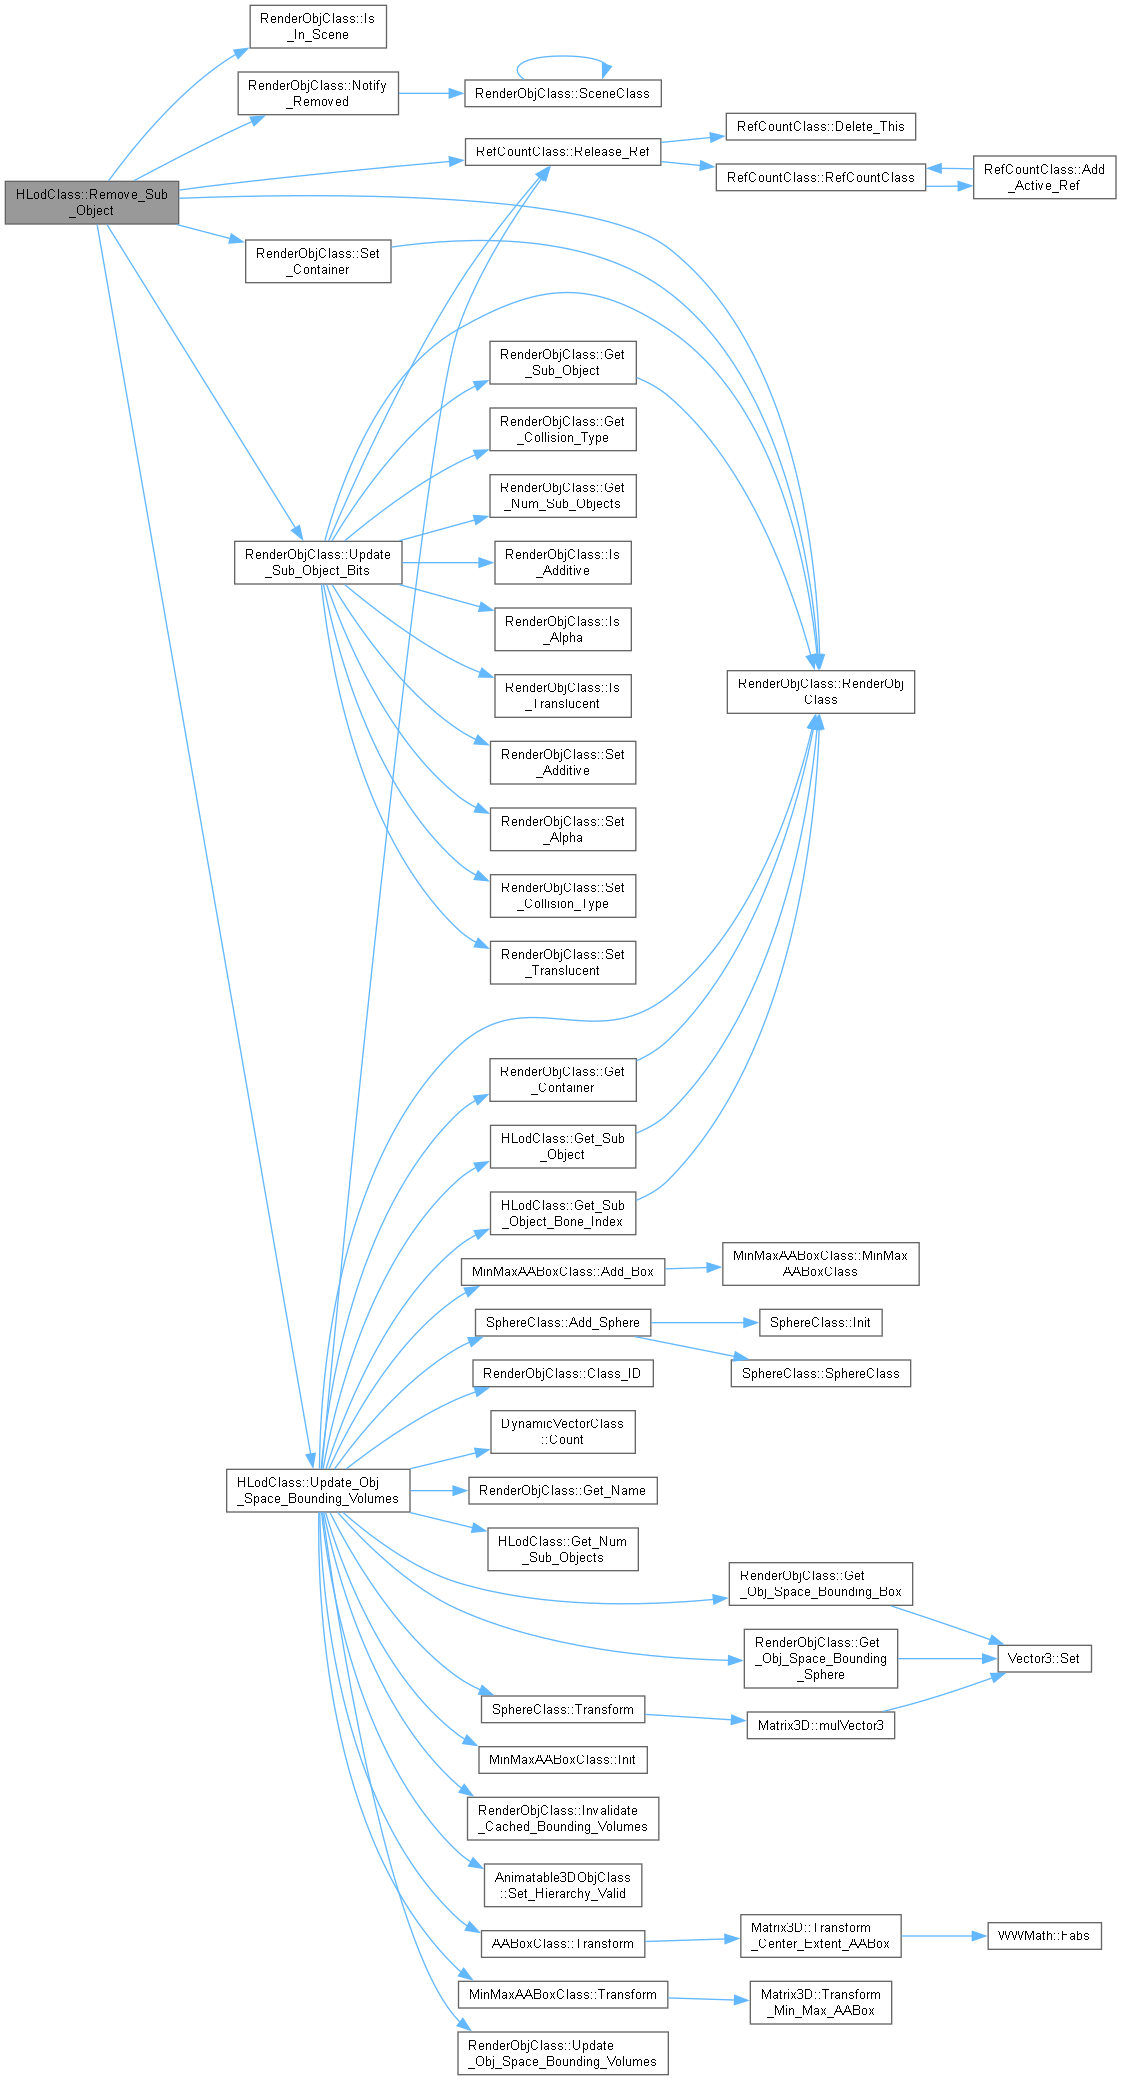 RenderObjClass::Is
_In_Scene
RenderObjClass::Notify
_Removed
RenderObjClass::SceneClass
RefCountClass::Delete_This
RefCountClass::Release_Ref
RefCountClass::RefCountClass
RefCountClass::Add
_Active_Ref
HLodClass::Remove_Sub
_Object
RenderObjClass::Set
_Container
RenderObjClass::Get
_Sub_Object
RenderObjClass::Get
_Collision_Type
RenderObjClass::Get
_Num_Sub_Objects
RenderObjClass::Update
_Sub_Object_Bits
RenderObjClass::Is
_Additive
RenderObjClass::Is
_Alpha
RenderObjClass::Is
_Translucent
RenderObjClass::RenderObj
Class
RenderObjClass::Set
_Additive
RenderObjClass::Set
_Alpha
RenderObjClass::Set
_Collision_Type
RenderObjClass::Set
_Translucent
RenderObjClass::Get
_Container
HLodClass::Get_Sub
_Object
HLodClass::Get_Sub
_Object_Bone_Index
MinMaxAABoxClass::Add_Box
MinMaxAABoxClass::MinMax
AABoxClass
SphereClass::Add_Sphere
SphereClass::Init
SphereClass::SphereClass
RenderObjClass::Class_ID
DynamicVectorClass
::Count
HLodClass::Update_Obj
_Space_Bounding_Volumes
RenderObjClass::Get_Name
HLodClass::Get_Num
_Sub_Objects
RenderObjClass::Get
_Obj_Space_Bounding_Box
RenderObjClass::Get
_Obj_Space_Bounding
_Sphere
Vector3::Set
SphereClass::Transform
Matrix3D::mulVector3
MinMaxAABoxClass::Init
RenderObjClass::Invalidate
_Cached_Bounding_Volumes
Animatable3DObjClass
::Set_Hierarchy_Valid
AABoxClass::Transform
Matrix3D::Transform
_Center_Extent_AABox
WWMath::Fabs
MinMaxAABoxClass::Transform
Matrix3D::Transform
_Min_Max_AABox
RenderObjClass::Update
_Obj_Space_Bounding_Volumes